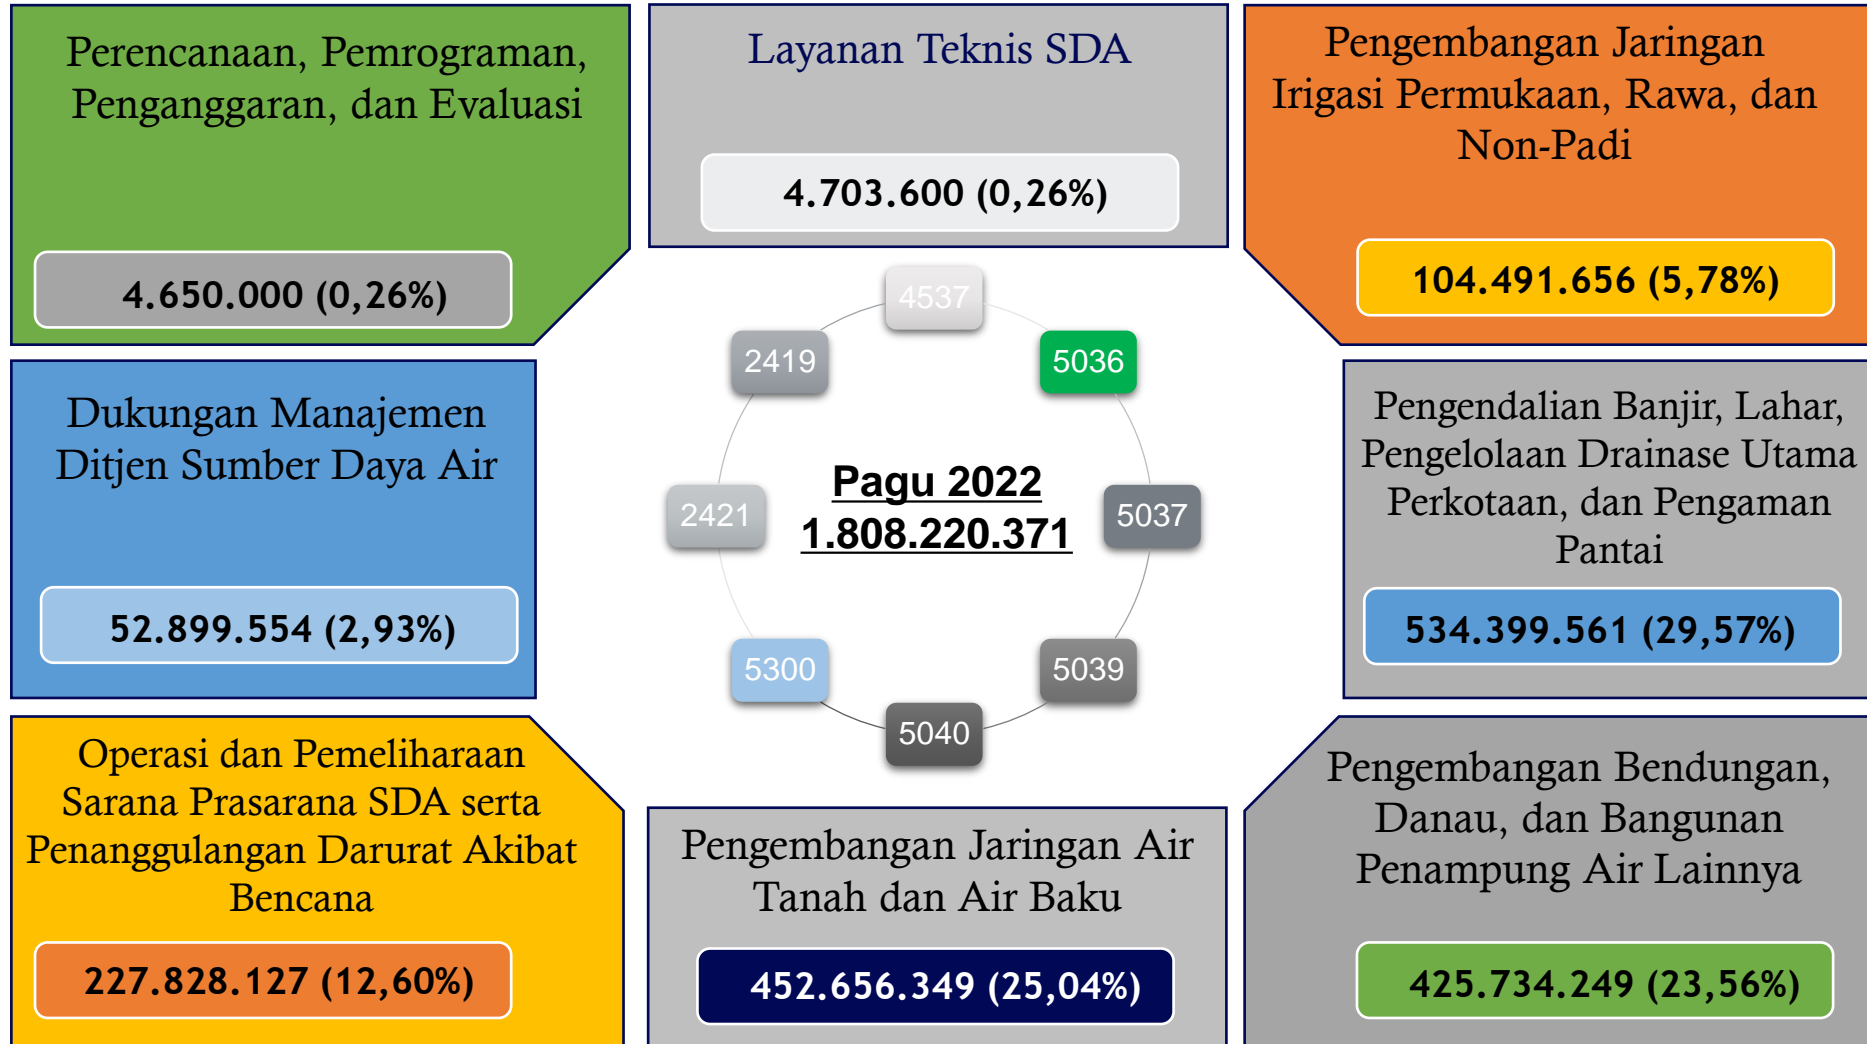 Perencanaan, Pemrograman,
Penganggaran, dan Evaluasi
4.650.000 (0,26%)
Layanan Teknis SDA
4.703.600 (0,26%)
Pengembangan Jaringan
Irigasi Permukaan, Rawa, dan
Non-Padi
104.491.656 (5,78%)
Dukungan Manajemen
Ditjen Sumber Daya Air
52.899.554 (2,93%)
4537
2419
5036
2421
Pagu 2022
1.808.220.371
5037
5300
5039
5040
Pengendalian Banjir, Lahar,
Pengelolaan Drainase Utama
Perkotaan, dan Pengaman
Pantai
534.399.561 (29,57%)
Operasi dan Pemeliharaan
Sarana Prasarana SDA serta
Penanggulangan Darurat Akibat
Bencana
227.828.127 (12,60%)
Pengembangan Jaringan Air
Tanah dan Air Baku
452.656.349 (25,04%)
Pengembangan Bendungan,
Danau, dan Bangunan
Penampung Air Lainnya
425.734.249 (23,56%)